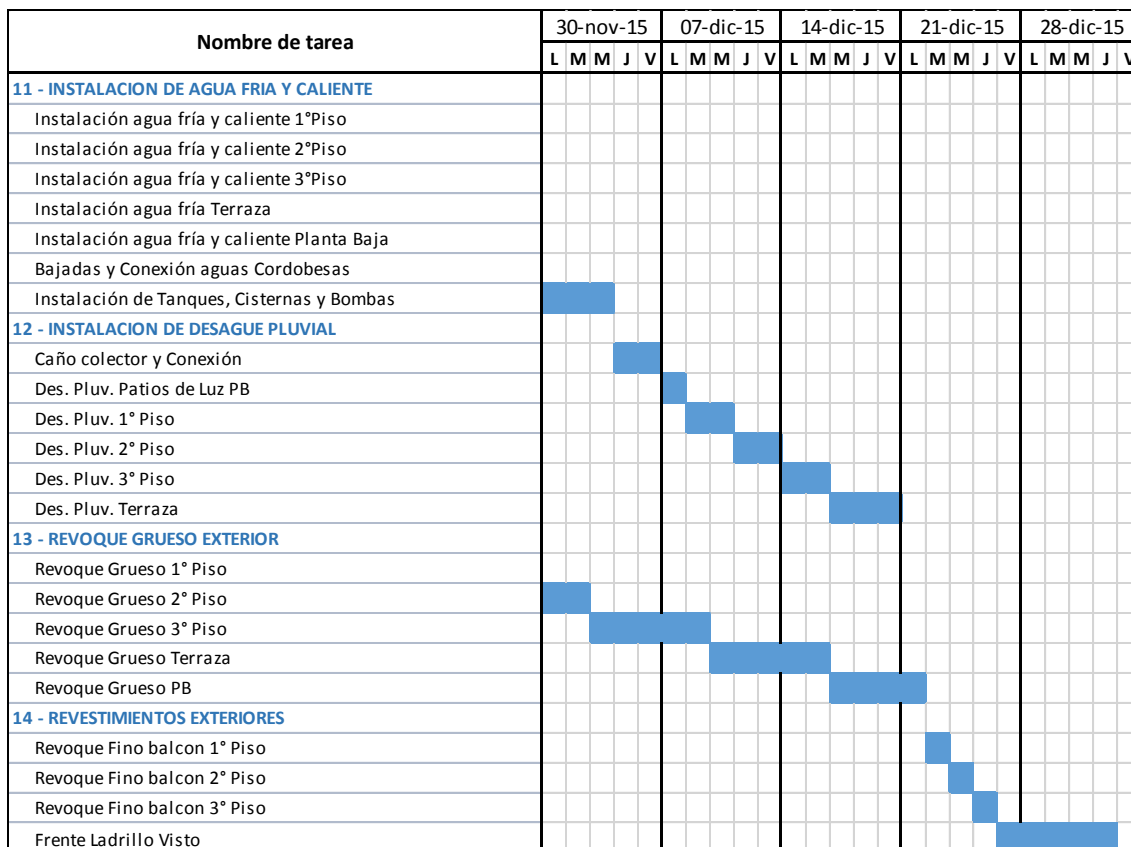 Nombre de tarea 30-nov-15 07-dic-15 14-dic-15 21-dic-15 28-dic-15
L M M J V L M M J V L M M J V L M M J V L M M J V
11 - INSTALACION DE AGUA FRIA Y CALIENTE
Instalación agua fría y caliente 1°Piso
Instalación agua fría y caliente 2°Piso
Instalación agua fría y caliente 3°Piso
Instalación agua fría Terraza
Instalación agua fría y caliente Planta Baja
Bajadas y Conexión aguas Cordobesas
Instalación de Tanques, Cisternas y Bombas
12 - INSTALACION DE DESAGUE PLUVIAL
Caño colector y Conexión
Des. Pluv. Patios de Luz PB
Des. Pluv. 1° Piso
Des. Pluv. 2° Piso
Des. Pluv. 3° Piso
Des. Pluv. Terraza
13 - REVOQUE GRUESO EXTERIOR
Revoque Grueso 1° Piso
Revoque Grueso 2° Piso
Revoque Grueso 3° Piso
Revoque Grueso Terraza
Revoque Grueso PB
14 - REVESTIMIENTOS EXTERIORES
Revoque Fino balcon 1° Piso
Revoque Fino balcon 2° Piso
Revoque Fino balcon 3° Piso
Frente Ladrillo Visto